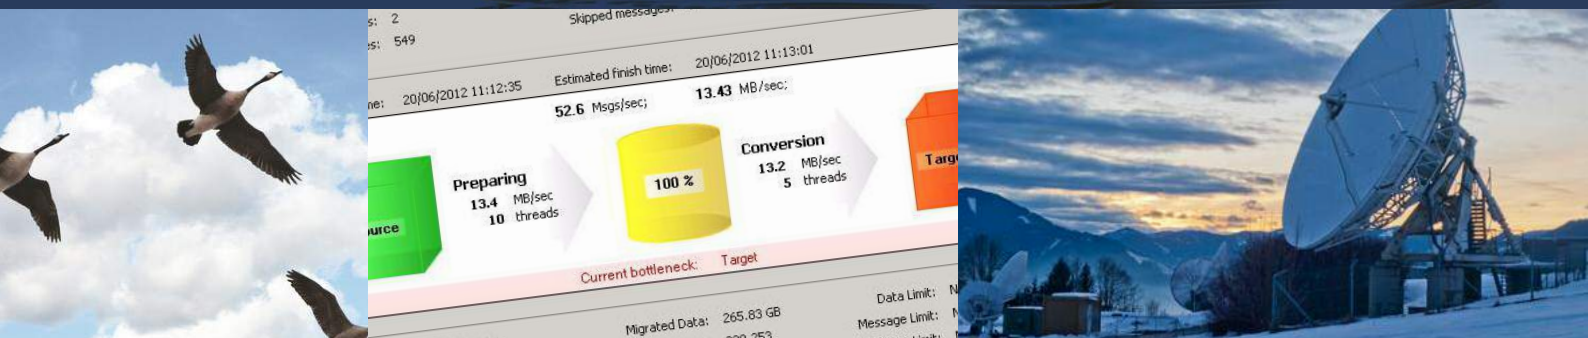 s: 2
Skipped messages:
es: 549
me: 20/06/2012 11:12:35 Estimated finish time: 20/06/2012 11:13:01
52.6 Msgs/sec; 13.43 MB/sec;
Preparing
13.4 MB/sec
10 threads
urce
100 %
Conversion
13.2 MB/sec
5 threads
Targ
Current bottleneck: Target
Migrated Data: 265.83 GB
Data Limit: N
Message Limit: N